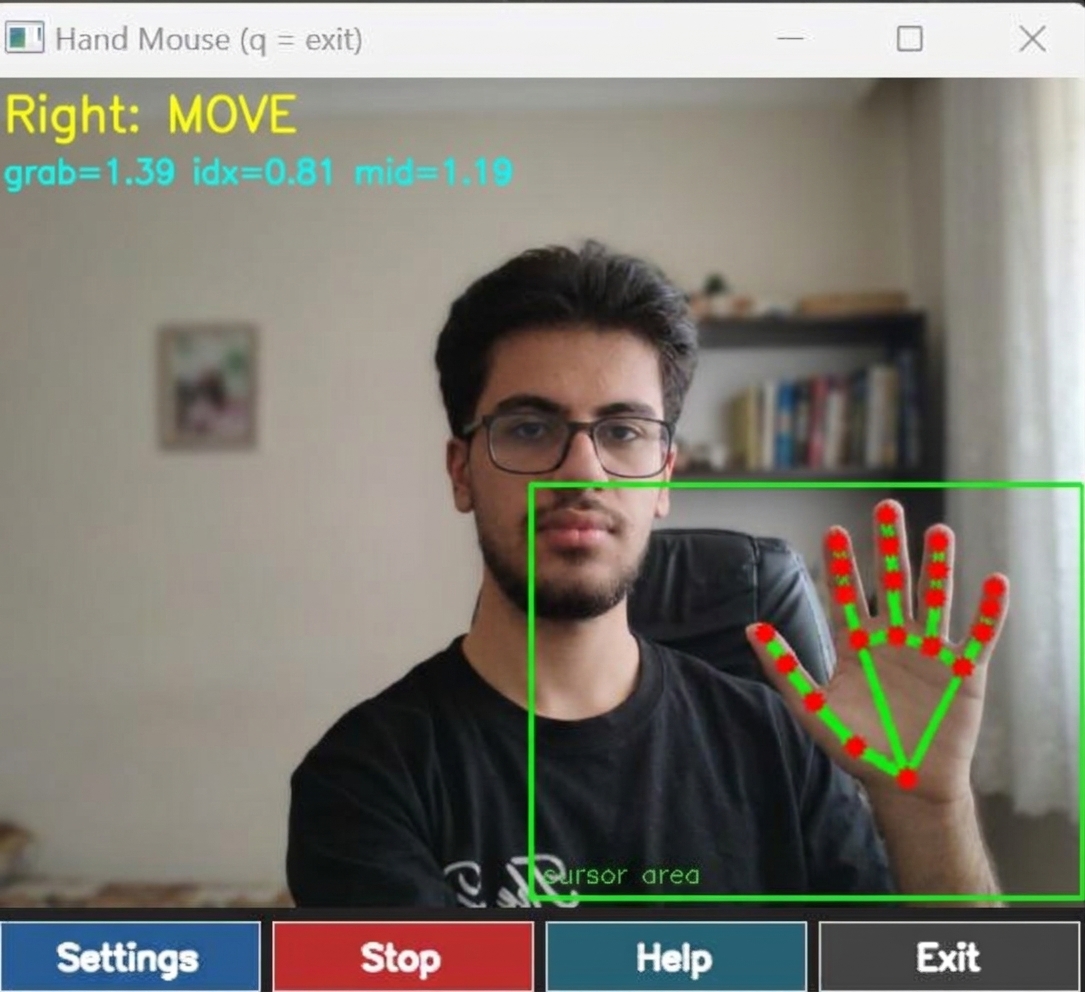 Hand Mouse (q = exit)
Right: MOVE
grab=1.39 idx=0.81 mid=1.19
cursor area
Settings Stop Help Exit